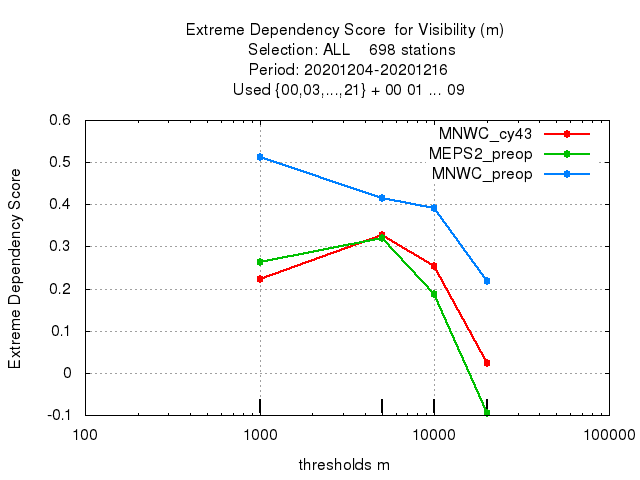 Extreme Dependency Score  for Visibility (m)
Selection: ALL    698 stations
Period: 20201204-20201216
Used {00,03,...,21} + 00 01 ... 09
MNWC_cy43
MEPS2_preop
MNWC_preop
Extreme Dependency Score
0.6
0.5
0.4
0.3
0.2
0.1
0
-0.1
100
1000
10000
100000
thresholds m